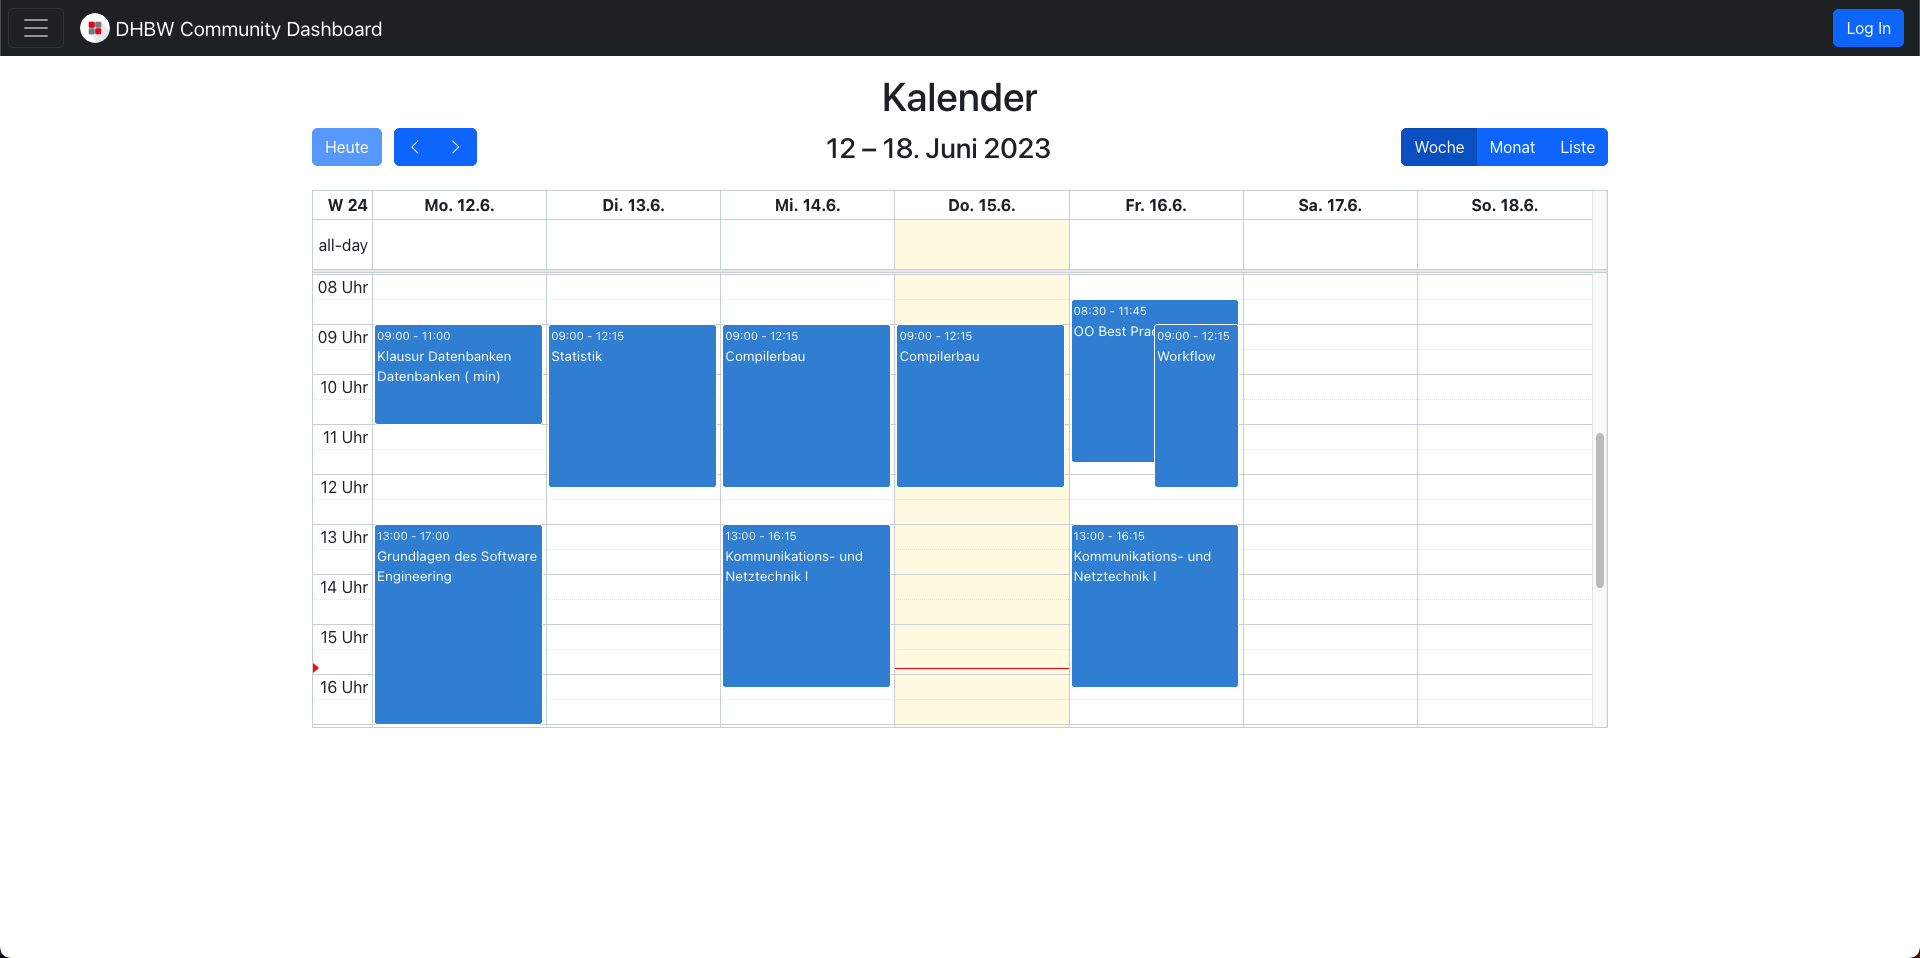 DHBW Community Dashboard
Log In
Kalender
Heute
12 – 18. Juni 2023
Woche
Monat
Liste
W 24
Mo. 12.6.
Di. 13.6.
Mi. 14.6.
Do. 15.6.
Fr. 16.6.
Sa. 17.6.
So. 18.6.
all-day
08 Uhr
09 Uhr
10 Uhr
11 Uhr
12 Uhr
13 Uhr
14 Uhr
15 Uhr
16 Uhr
09:00 - 11:00
Klausur Datenbanken
Datenbanken ( min)
13:00 - 17:00
Grundlagen des Software
Engineering
09:00 - 12:15
Statistik
09:00 - 12:15
Compilerbau
13:00 - 16:15
Kommunikations- und
Netztechnik I
09:00 - 12:15
Compilerbau
08:30 - 11:45
OO Best
09:00 - 12:15
Workflow
13:00 - 16:15
Kommunikations- und
Netztechnik I